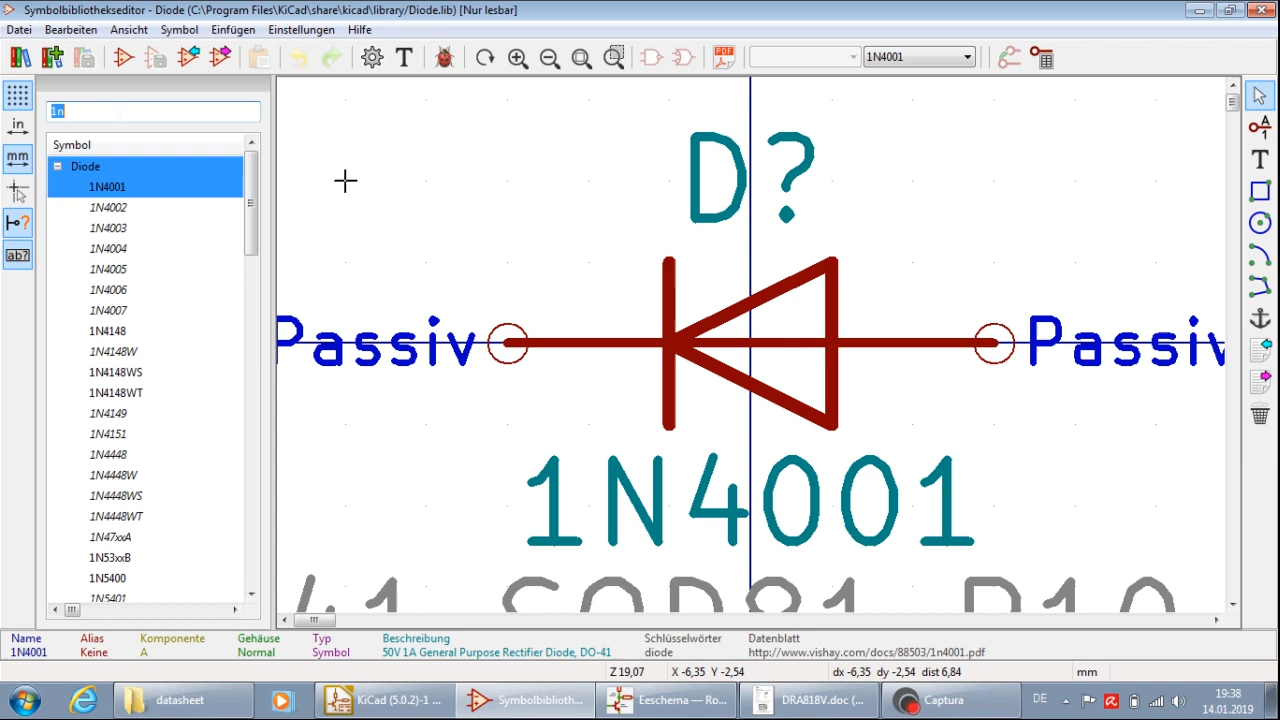 Symbolbibliothekseditor - Diode (C:\Program Files\KiCad\share\kicad\library/Diode.lib) [Nur lesbar]
Datei Bearbeiten Ansicht Symbol Einfügen Einstellungen Hilfe
T PDF 1N4001
1n
in
mm
ab?
Symbol
Diode
1N4001
1N4002
1N4003
1N4004
1N4005
1N4006
1N4007
1N4148
1N4148W
1N4148WS
1N4148WT
1N4149
1N4151
1N4448
1N4448W
1N4448WS
1N4448WT
1N47xxA
1N53xxB
1N5400
1N5401
D?
Passiv Passiv
1N4001
Name Alias Komponente Gehäuse Typ Beschreibung Schlüsselwörter Datenblatt
1N4001 Keine A Normal Symbol 50V 1A General Purpose Rectifier Diode, DO-41 diode http://www.vishay.com/docs/88503/1n4001.pdf
Z 19,07 X -6,35 Y -2,54 dx -6,35 dy -2,54 dist 6,84 mm
datasheet KiCad (5.0.2)-1 ... Symbolbiblioth... Eeschema — Ro... DRA818V.doc (... Captura DE 19:38
14.01.2019